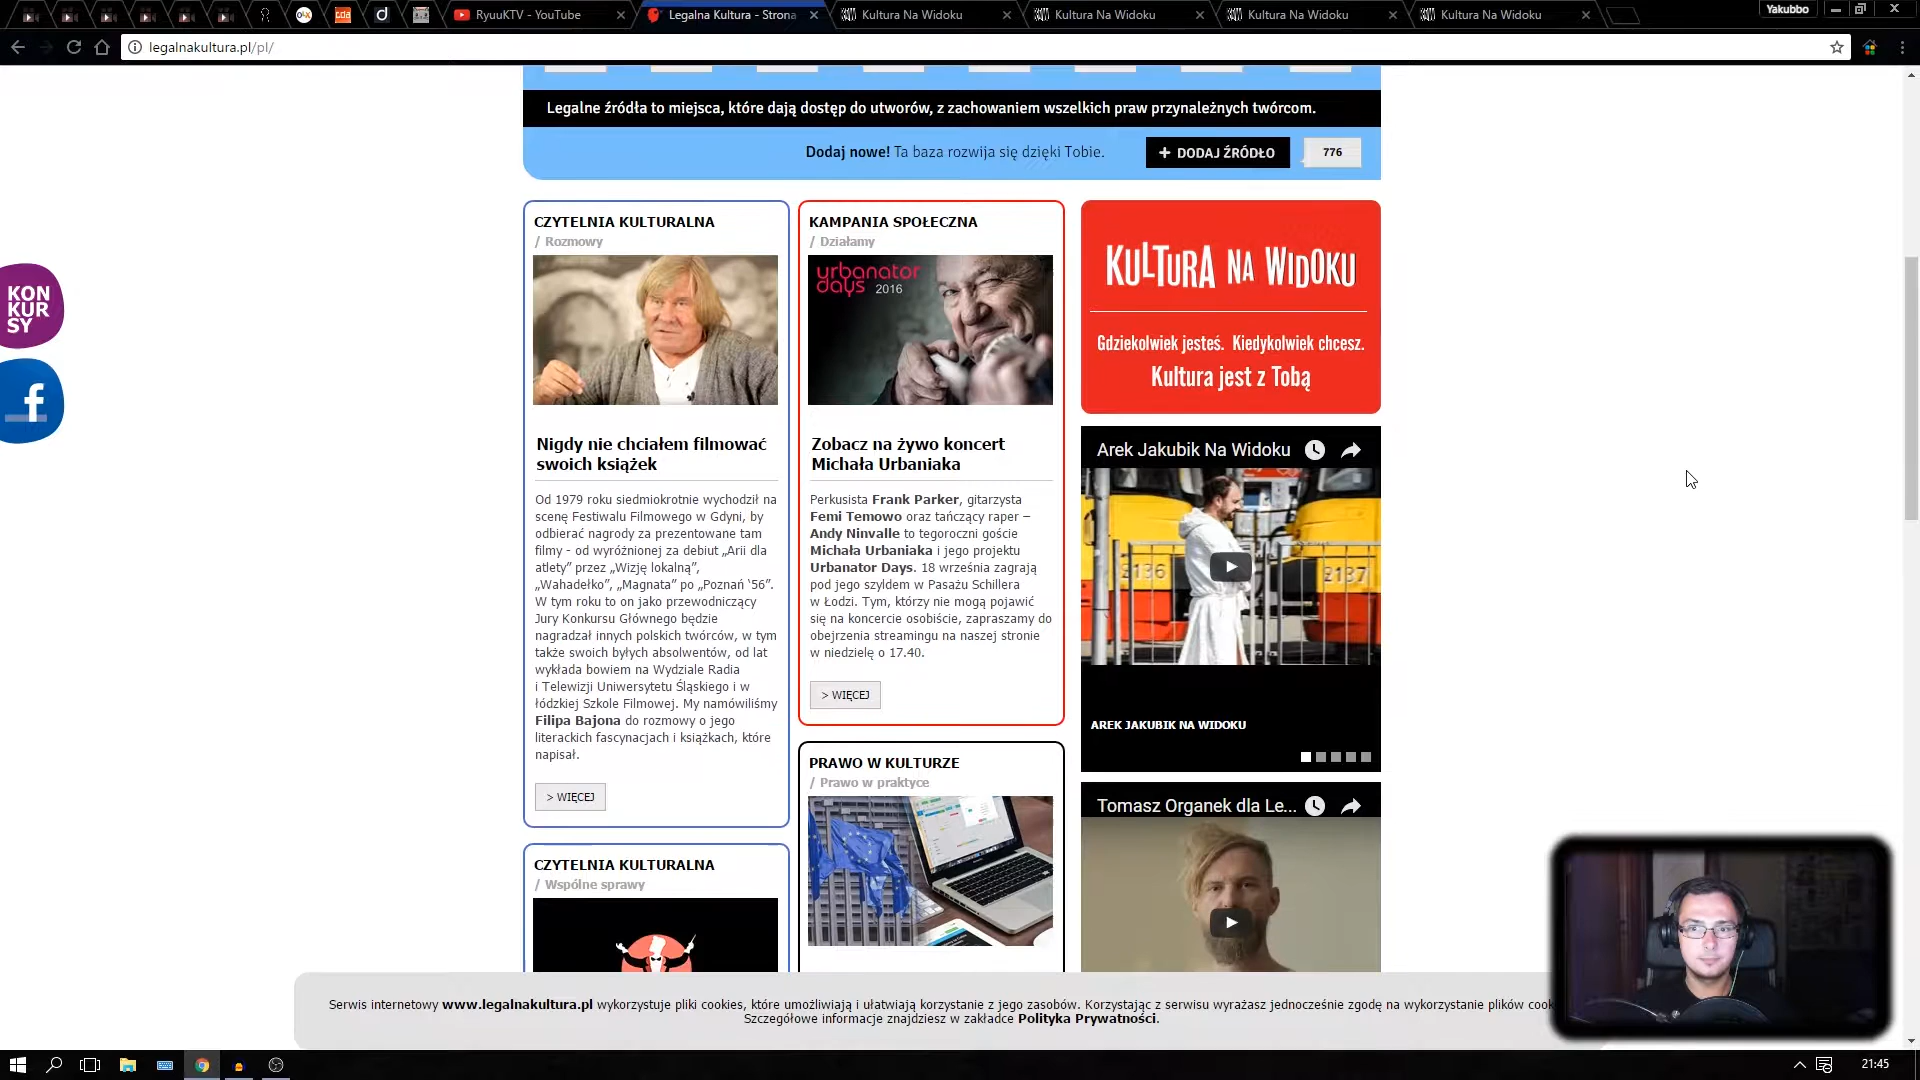 RyuuKTV - YouTube
Legalna Kultura - Strona
Kultura Na Widoku
Kultura Na Widoku
Kultura Na Widoku
Kultura Na Widoku
Yakubbo
legalnakultura.pl/pl/
Legalne źródła to miejsca, które dają dostęp do utworów, z zachowaniem wszelkich praw przynależnych twórcom.
Dodaj nowe! Ta baza rozwija się dzięki Tobie.
+ DODAJ ŹRÓDŁO
776
KON
KUR
SY
f
CZYTELNIA KULTURALNA
/ Rozmowy
Nigdy nie chciałem filmować
swoich książek
Od 1979 roku siedmiokrotnie wychodził na
scenę Festiwalu Filmowego w Gdyni, by
odbierać nagrody za prezentowane tam
filmy - od wyróżnionej za debiut „Arii dla
atlety” przez „Wizję lokalną”,
„Wahadełko”, „Magnata” po „Poznań ‘56”.
W tym roku to on jako przewodniczący
Jury Konkursu Głównego będzie
nagradzał innych polskich twórców, w tym
także swoich byłych absolwentów, od lat
wykłada bowiem na Wydziale Radia
i Telewizji Uniwersytetu Śląskiego i w
łódzkiej Szkole Filmowej. My namówiliśmy
Filipa Bajona do rozmowy o jego
literackich fascynacjach i książkach, które
napisał.
> WIĘCEJ
CZYTELNIA KULTURALNA
/ Wspólne sprawy
KAMPANIA SPOŁECZNA
/ Działamy
urbanator
days 2016
Zobacz na żywo koncert
Michała Urbaniaka
Perkusista Frank Parker, gitarzysta
Femi Temowo oraz tańczący raper –
Andy Ninvalle to tegoroczni goście
Michała Urbaniaka i jego projektu
Urbanator Days. 18 września zagrają
pod jego szyldem w Pasażu Schillera
w Łodzi. Tym, którzy nie mogą pojawić
się na koncercie osobiście, zapraszamy do
obejrzenia streamingu na naszej stronie
w niedzielę o 17.40.
> WIĘCEJ
PRAWO W KULTURZE
/ Prawo w praktyce
KULTURA NA WIDOKU
Gdziekolwiek jesteś. Kiedykolwiek chcesz.
Kultura jest z Tobą
Arek Jakubik Na Widoku
2136
2137
AREK JAKUBIK NA WIDOKU
Tomasz Organek dla Le...
Serwis internetowy www.legalnakultura.pl wykorzystuje pliki cookies, które umożliwiają i ułatwiają korzystanie z jego zasobów. Korzystając z serwisu wyrażasz jednocześnie zgodę na wykorzystanie plików cook
Szczegółowe informacje znajdziesz w zakładce Polityka Prywatności.
21:45